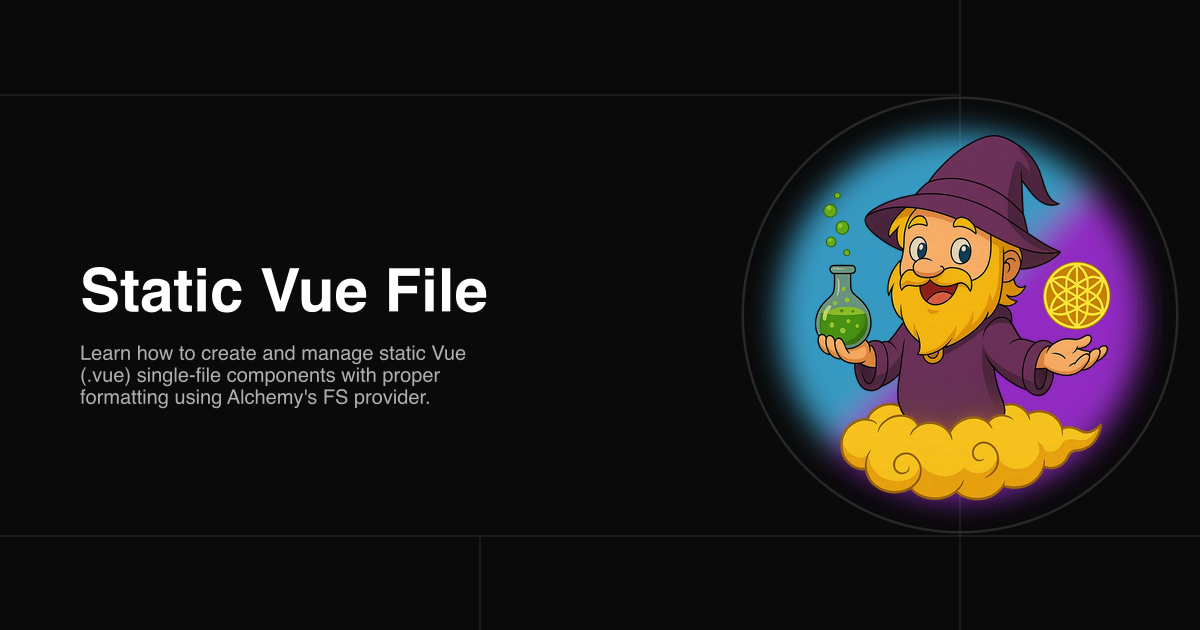 Static Vue File
Learn how to create and manage static Vue
(.vue) single-file components with proper
formatting using Alchemy's FS provider.